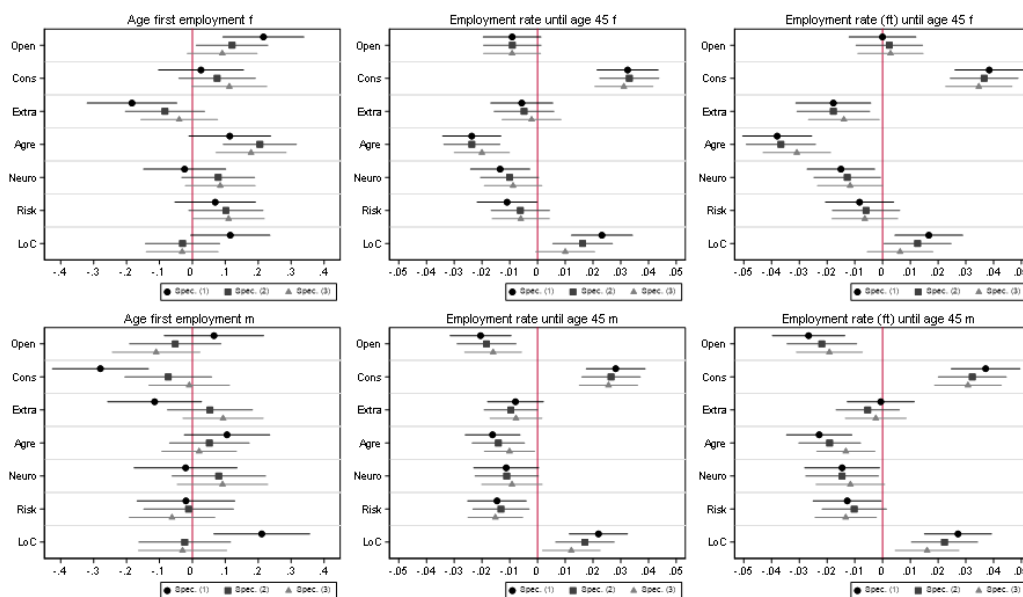 Age first employment f
Open
Cons
Extra
Agre
Neuro
Risk
LoC
-.4 -.3 -.2 -.1 0 .1 .2 .3 .4
Spec. (1) Spec. (2) Spec. (3)
Employment rate until age 45 f
Open
Cons
Extra
Agre
Neuro
Risk
LoC
-.05 -.04 -.03 -.02 -.01 0 .01 .02 .03 .04 .05
Spec. (1) Spec. (2) Spec. (3)
Employment rate (ft) until age 45 f
Open
Cons
Extra
Agre
Neuro
Risk
LoC
-.05 -.04 -.03 -.02 -.01 0 .01 .02 .03 .04 .05
Spec. (1) Spec. (2) Spec. (3)
Age first employment m
Open
Cons
Extra
Agre
Neuro
Risk
LoC
-.4 -.3 -.2 -.1 0 .1 .2 .3 .4
Spec. (1) Spec. (2) Spec. (3)
Employment rate until age 45 m
Open
Cons
Extra
Agre
Neuro
Risk
LoC
-.05 -.04 -.03 -.02 -.01 0 .01 .02 .03 .04 .05
Spec. (1) Spec. (2) Spec. (3)
Employment rate (ft) until age 45 m
Open
Cons
Extra
Agre
Neuro
Risk
LoC
-.05 -.04 -.03 -.02 -.01 0 .01 .02 .03 .04 .05
Spec. (1) Spec. (2) Spec. (3)